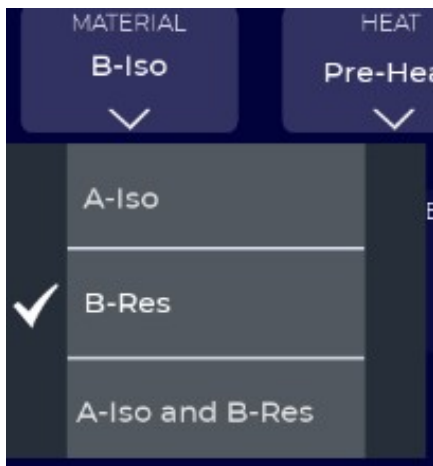 MATERIAL
B-Iso
HEAT
A-Iso
B-Res
A-Iso and B-Res